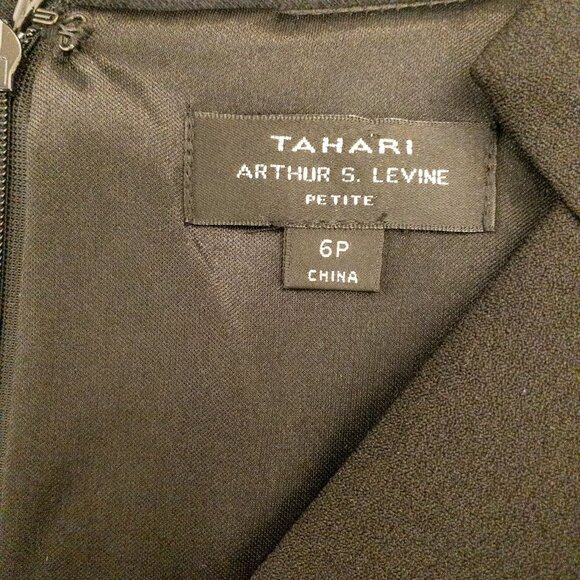 TAHARI
ARTHUR S. LEVINE
PETITE
6P
CHINA